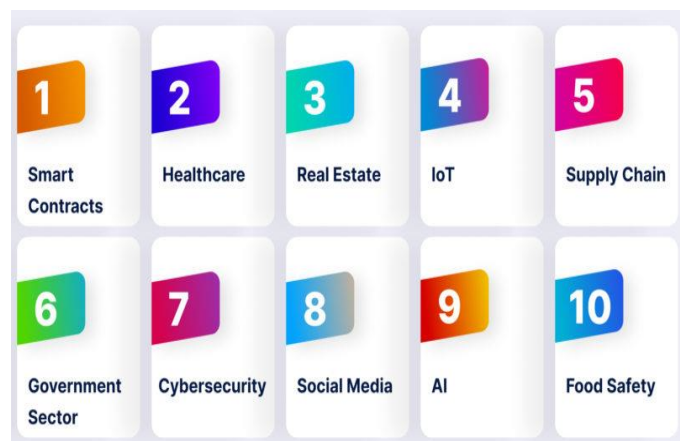 1
Smart
Contracts
2
Healthcare
3
Real Estate
4
IoT
5
Supply Chain
6
Government
Sector
7
Cybersecurity
8
Social Media
9
AI
10
Food Safety